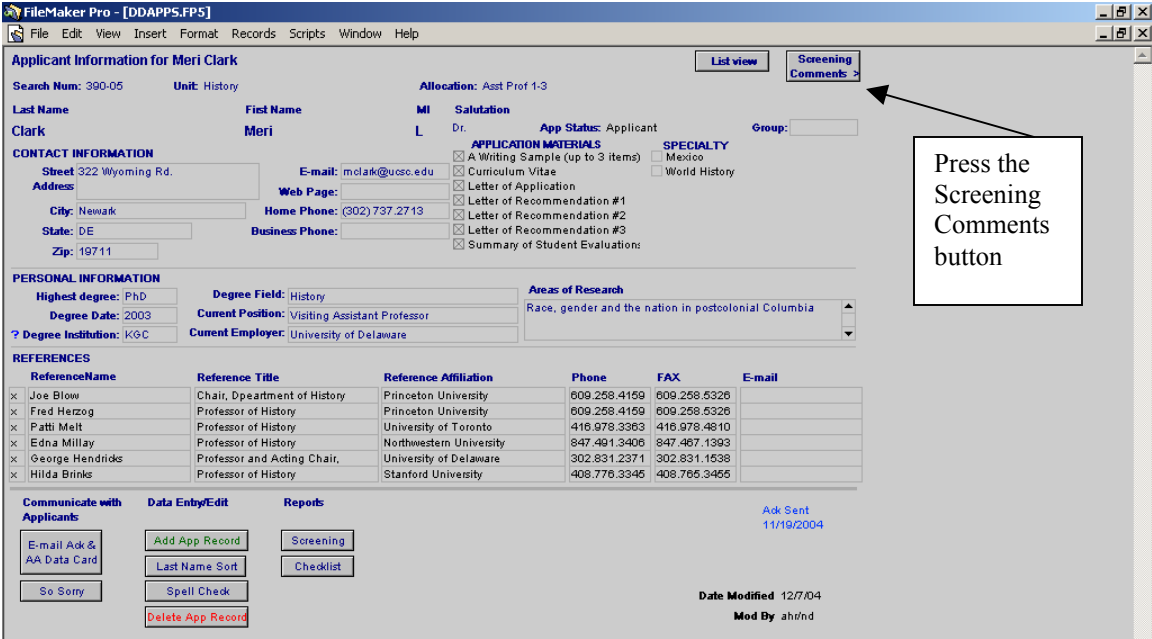 FileMaker Pro - [DDAPPS.FP5]
File Edit View Insert Format Records Scripts Window Help
Applicant Information for Meri Clark
List view
Screening
Comments >
Search Num: 390-05 Unit: History Allocation: Asst Prof 1-3
Last Name First Name MI Salutation
Clark Meri L Dr. App Status: Applicant Group:
CONTACT INFORMATION
Street Address 322 Wyoming Rd.
City: Newark
State: DE
Zip: 19711
E-mail: mclark@ucsc.edu
Web Page:
Home Phone: (302) 737.2713
Business Phone:
APPLICATION MATERIALS
A Writing Sample (up to 3 items)
Curriculum Vitae
Letter of Application
Letter of Recommendation #1
Letter of Recommendation #2
Letter of Recommendation #3
Summary of Student Evaluations
SPECIALTY
Mexico
World History
Press the
Screening
Comments
button
PERSONAL INFORMATION
Highest degree: PhD
Degree Date: 2003
? Degree Institution: KGC
Degree Field: History
Current Position: Visiting Assistant Professor
Current Employer: University of Delaware
Areas of Research
Race, gender and the nation in postcolonial Columbia
REFERENCES
ReferenceName Reference Title Reference Affiliation Phone FAX E-mail
x Joe Blow Chair, Dpeartment of History Princeton University 609.258.4159 609.258.5326
x Fred Herzog Professor of History Princeton University 609.258.4159 609.258.5326
x Patti Melt Professor of History University of Toronto 416.978.3363 416.978.4810
x Edna Millay Professor of History Northwestern University 847.491.3406 847.467.1393
x George Hendricks Professor and Acting Chair, University of Delaware 302.831.2371 302.831.1538
x Hilda Brinks Professor of History Stanford University 408.776.3345 408.765.3455
Communicate with
Applicants
E-mail Ack &
AA Data Card
So Sorry
Data Entry/Edit
Add App Record
Last Name Sort
Spell Check
Delete App Record
Reports
Screening
Checklist
Ack Sent
11/19/2004
Date Modified 12/7/04
Mod By ahr/nd